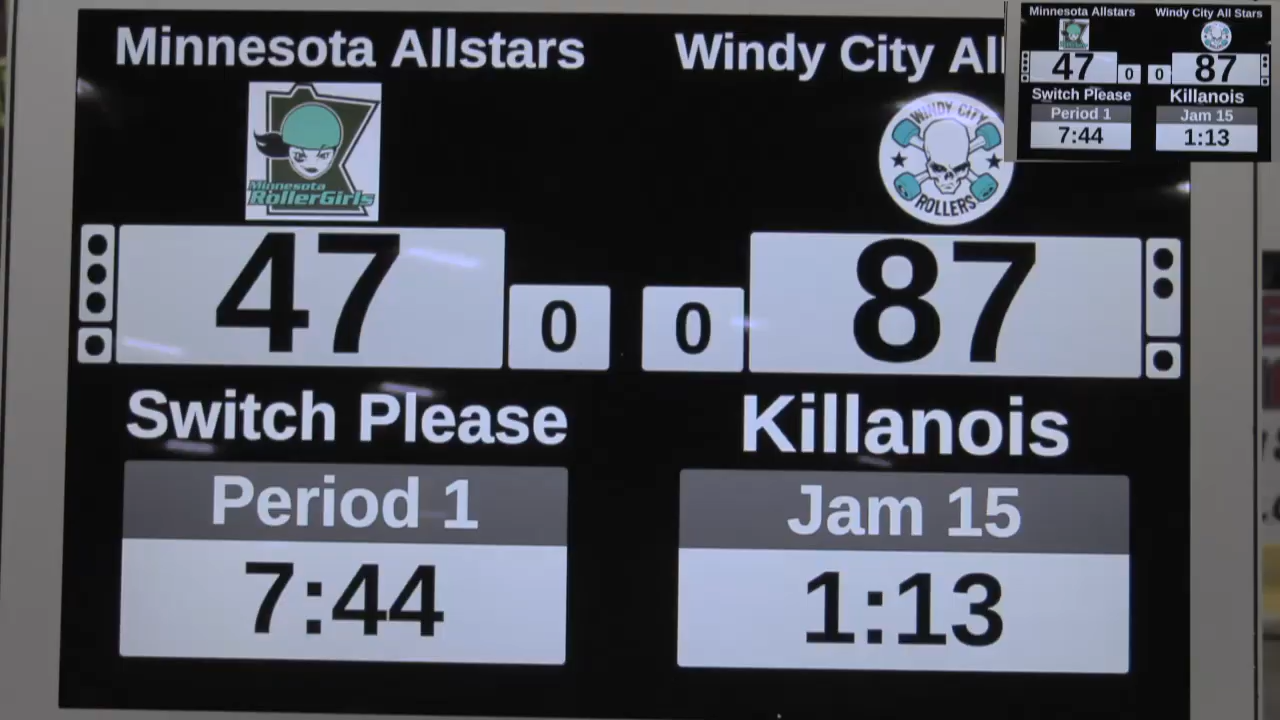 Minnesota Allstars
Windy City All
Minnesota
RollerGirls
WINDY CITY
ROLLERS
47
0
0
87
Switch Please
Killanois
Period 1
7:44
Jam 15
1:13
Minnesota Allstars
Windy City All Stars
47
0
0
87
Switch Please
Killanois
Period 1
7:44
Jam 15
1:13